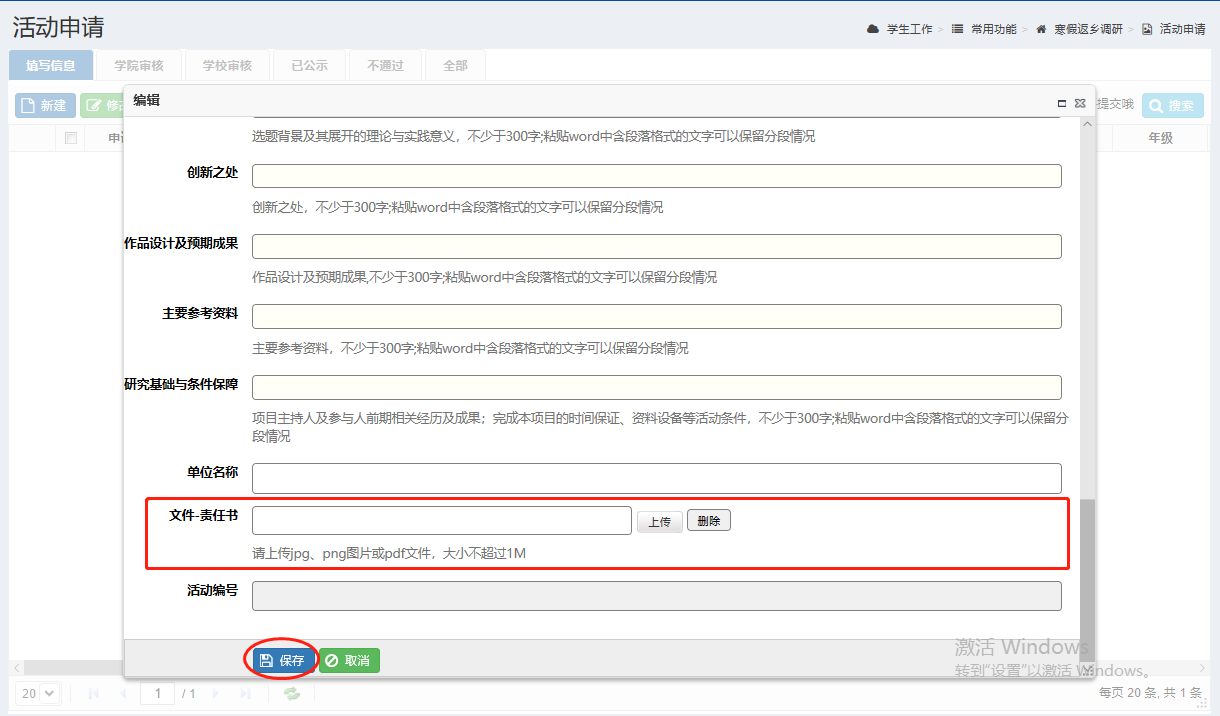 活动申请
学生工作 > 常用功能 > 寒假返乡调研 > 活动申请
填写信息 学院审核 学校审核 已公示 不通过 全部
新建 提交哦 搜索
编辑
年级
选题背景及其展开的理论与实践意义，不少于300字;粘贴word中含段落格式的文字可以保留分段情况
创新之处
创新之处，不少于300字;粘贴word中含段落格式的文字可以保留分段情况
作品设计及预期成果
作品设计及预期成果,不少于300字;粘贴word中含段落格式的文字可以保留分段情况
主要参考资料
主要参考资料，不少于300字;粘贴word中含段落格式的文字可以保留分段情况
研究基础与条件保障
项目主持人及参与人前期相关经历及成果；完成本项目的时间保证、资料设备等活动条件，不少于300字;粘贴word中含段落格式的文字可以保留分
段情况
单位名称
文件-责任书 上传 删除
请上传jpg、png图片或pdf文件，大小不超过1M
活动编号
保存 取消
激活 Windows
转到"设置"以激活 Windows。
20 1 / 1 每页 20 条, 共 1 条